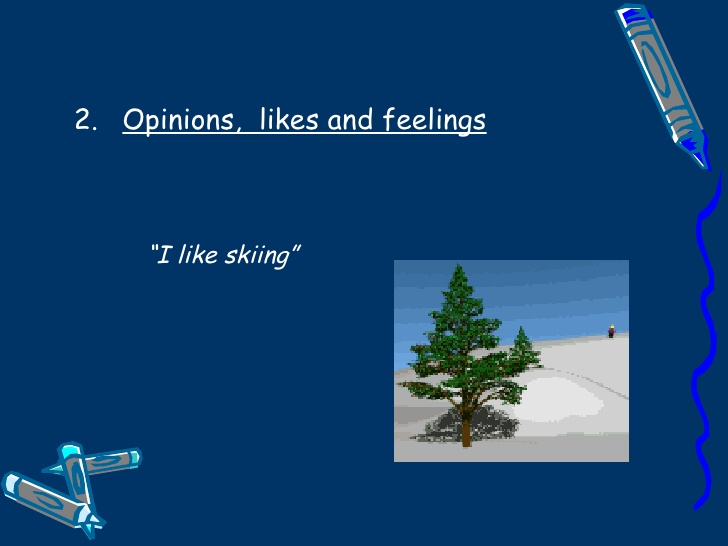 2. Opinions, likes and feelings
“I like skiing”